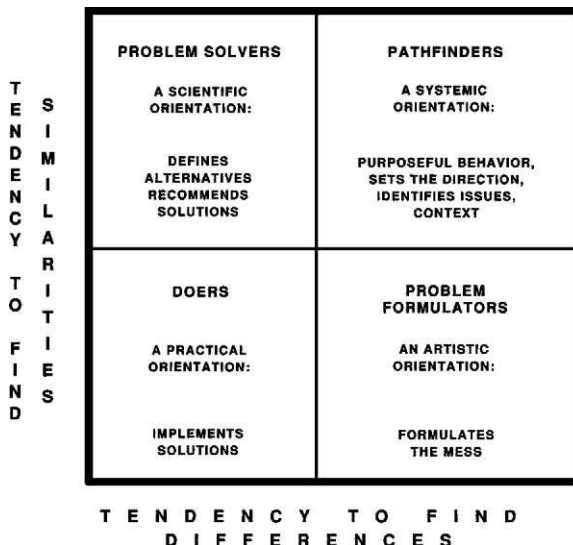 TENDENCY TO FIND
SIMILARITIES
PROBLEM SOLVERS
A SCIENTIFIC
ORIENTATION:
DEFINES
ALTERNATIVES
RECOMMENDS
SOLUTIONS
PATHFINDERS
A SYSTEMIC
ORIENTATION:
PURPOSEFUL BEHAVIOR,
SETS THE DIRECTION,
IDENTIFIES ISSUES,
CONTEXT
DOERS
A PRACTICAL
ORIENTATION:
IMPLEMENTS
SOLUTIONS
PROBLEM
FORMULATORS
AN ARTISTIC
ORIENTATION:
FORMULATES
THE MESS
TENDENCY TO FIND
DIFFERENCES